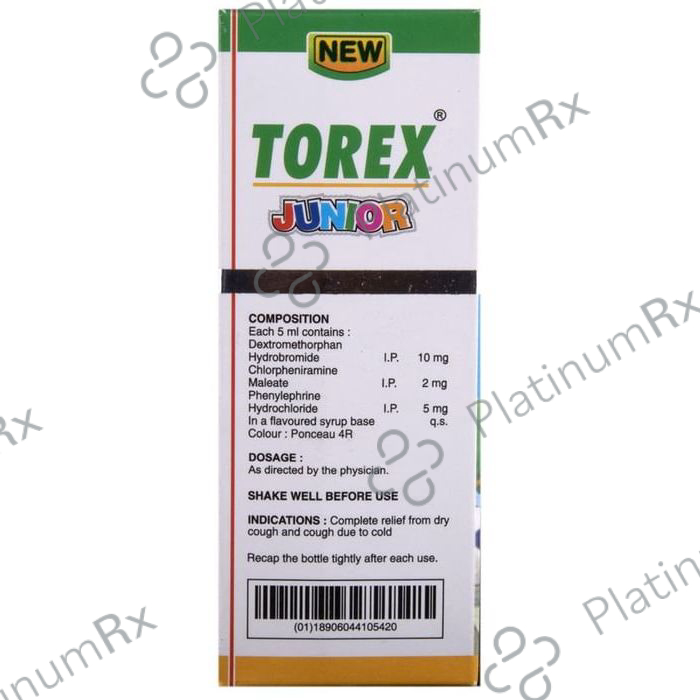 NEW
TOREX®
JUNIOR
COMPOSITION
Each 5 ml contains :
Dextromethorphan
Hydrobromide I.P. 10 mg
Chlorpheniramine
Maleate I.P. 2 mg
Phenylephrine
Hydrochloride I.P. 5 mg
In a flavoured syrup base q.s.
Colour : Ponceau 4R
DOSAGE :
As directed by the physician.
SHAKE WELL BEFORE USE
INDICATIONS : Complete relief from dry
cough and cough due to cold
Recap the bottle tightly after each use.
(01)18906044105420
PlatinumRx
PlatinumRx
PlatinumRx
PlatinumRx
PlatinumRx
Rx